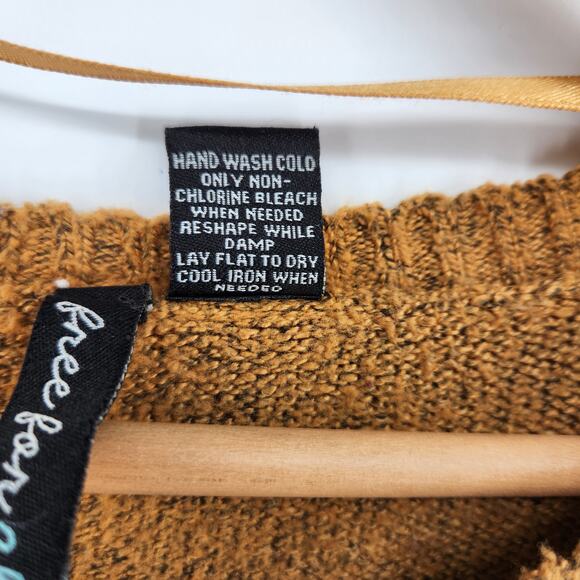 HAND WASH COLD
ONLY NON-
CHLORINE BLEACH
WHEN NEEDED
RESHAPE WHILE
DAMP
LAY FLAT TO DRY
COOL IRON WHEN
NEEDED
free for